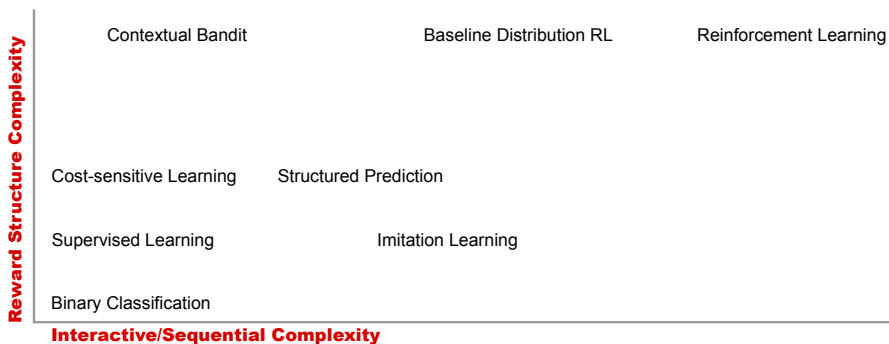 Contextual Bandit Baseline Distribution RL Reinforcement Learning
Reward Structure Complexity
Cost-sensitive Learning Structured Prediction
Supervised Learning Imitation Learning
Binary Classification
Interactive/Sequential Complexity